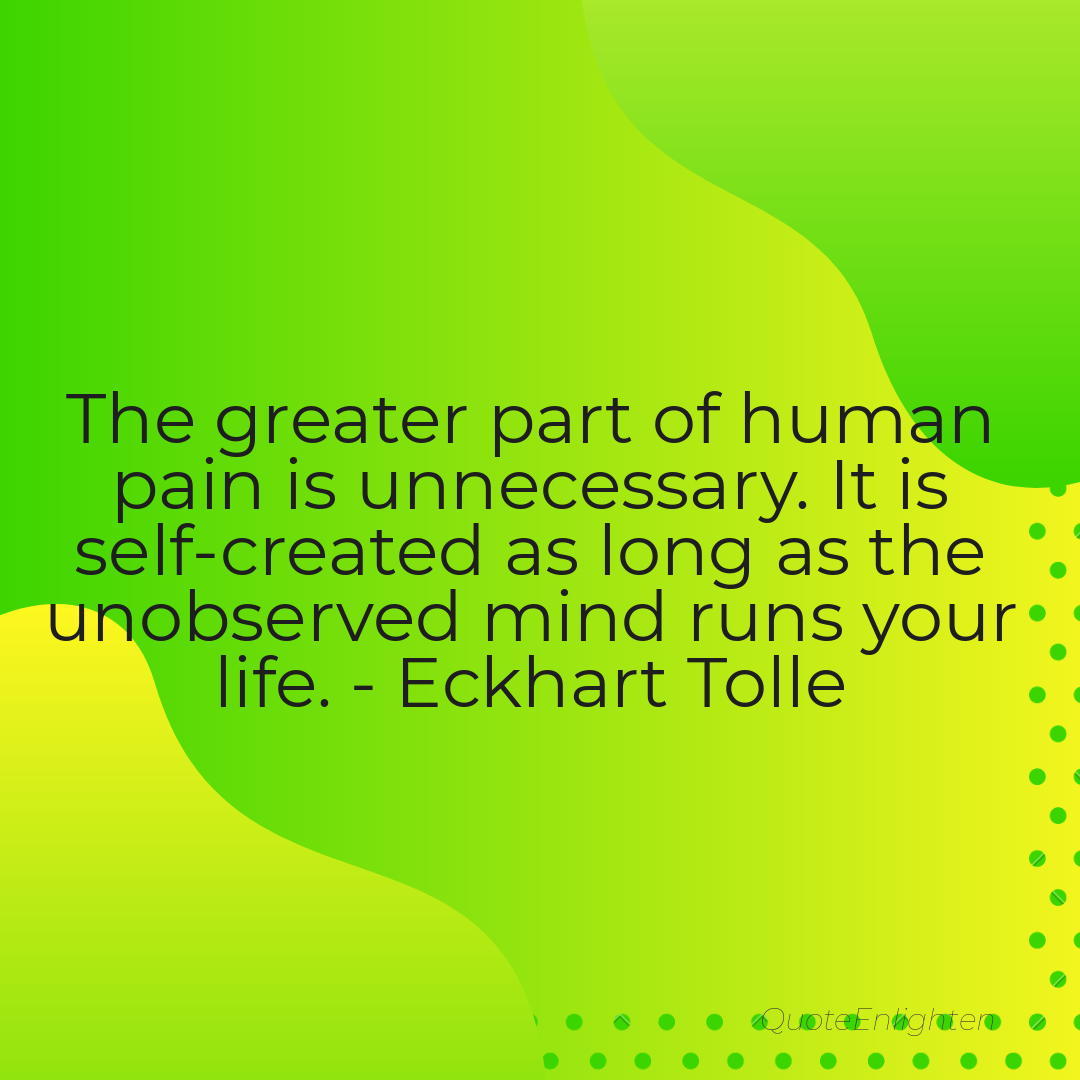 The greater part of human
pain is unnecessary. It is
self-created as long as the
unobserved mind runs your
life. - Eckhart Tolle
QuoteEnlighten